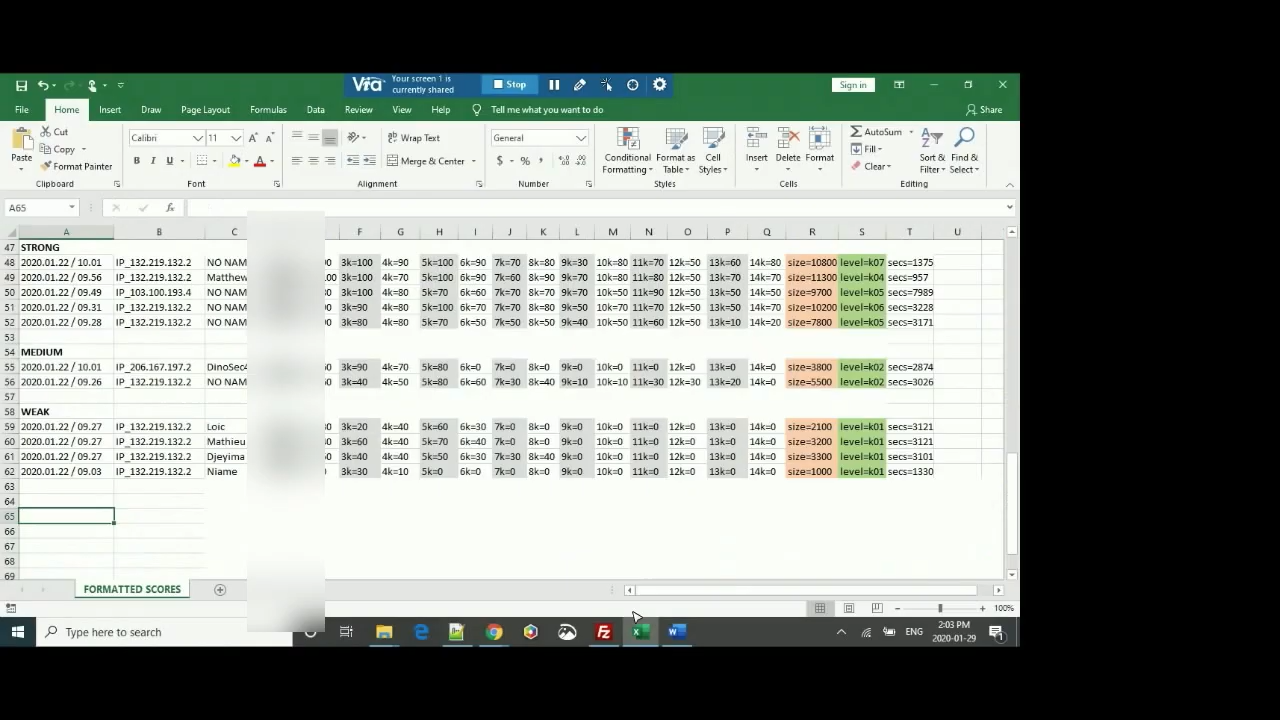 Vra Your screen 1 is currently shared Stop Sign in
File Home Insert Draw Page Layout Formulas Data Review View Help Tell me what you want to do Share
Paste Cut Copy Format Painter Calibri 11 Wrap Text Merge & Center General Conditional Formatting Format as Table Cell Styles Insert Delete Format AutoSum Fill Clear Sort & Filter Find & Select
Clipboard Font Alignment Number Styles Cells Editing
A65 fx
A B C F G H I J K L M N O P Q R S T U
47 STRONG
48 2020.01.22 / 10.01 IP_132.219.132.2 NO NAM 3k=100 4k=90 5k=100 6k=90 7k=70 8k=80 9k=30 10k=80 11k=70 12k=50 13k=60 14k=80 size=10800 level=k07 secs=1375
49 2020.01.22 / 09.56 IP_132.219.132.2 Matthew 3k=100 4k=70 5k=100 6k=90 7k=60 8k=90 9k=70 10k=80 11k=90 12k=70 13k=70 14k=70 size=11300 level=k04 secs=957
50 2020.01.22 / 09.49 IP_103.100.193.4 NO NAM 3k=100 4k=80 5k=70 6k=60 7k=80 8k=70 9k=70 10k=50 11k=70 12k=50 13k=50 14k=50 size=9700 level=k05 secs=7989
51 2020.01.22 / 09.31 IP_132.219.132.2 NO NAM 3k=90 4k=80 5k=100 6k=70 7k=70 8k=80 9k=50 10k=70 11k=70 12k=60 13k=60 14k=50 size=10200 level=k06 secs=3228
52 2020.01.22 / 09.28 IP_132.219.132.2 NO NAM 3k=80 4k=80 5k=70 6k=50 7k=50 8k=50 9k=40 10k=50 11k=60 12k=50 13k=10 14k=20 size=7800 level=k05 secs=3171
53
54 MEDIUM
55 2020.01.22 / 10.01 IP_206.167.197.2 DinoSec4 3k=90 4k=70 5k=80 6k=0 7k=0 8k=0 9k=0 10k=0 11k=0 12k=0 13k=0 14k=0 size=3800 level=k02 secs=2874
56 2020.01.22 / 09.26 IP_132.219.132.2 NO NAM 3k=40 4k=50 5k=80 6k=60 7k=30 8k=40 9k=10 10k=10 11k=30 12k=30 13k=20 14k=0 size=5500 level=k02 secs=3026
57
58 WEAK
59 2020.01.22 / 09.27 IP_132.219.132.2 Loic 3k=20 4k=40 5k=60 6k=30 7k=0 8k=0 9k=0 10k=0 11k=0 12k=0 13k=0 14k=0 size=2100 level=k01 secs=3121
60 2020.01.22 / 09.27 IP_132.219.132.2 Mathieu 3k=60 4k=70 5k=70 6k=40 7k=0 8k=0 9k=0 10k=0 11k=0 12k=0 13k=0 14k=0 size=3200 level=k01 secs=3121
61 2020.01.22 / 09.27 IP_132.219.132.2 Djeyima 3k=40 4k=40 5k=50 6k=30 7k=30 8k=40 9k=0 10k=0 11k=0 12k=0 13k=0 14k=0 size=3300 level=k01 secs=3101
62 2020.01.22 / 09.03 IP_132.219.132.2 Niame 3k=30 4k=10 5k=0 6k=0 7k=0 8k=0 9k=0 10k=0 11k=0 12k=0 13k=0 14k=0 size=1000 level=k01 secs=1330
63
64
65
66
67
68
69
FORMATTED SCORES
100%
Type here to search ENG 2:03 PM
2020-01-29